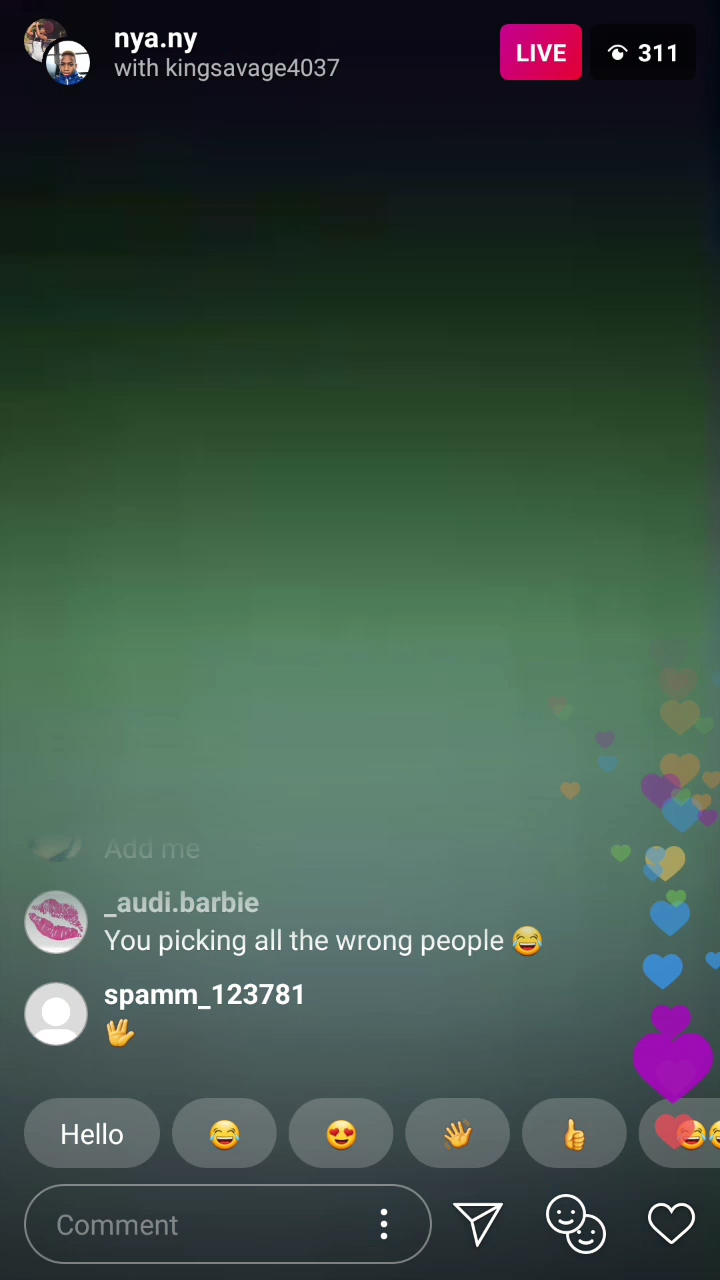 nya.ny
with kingsavage4037
LIVE
311
Add me
_audi.barbie
You picking all the wrong people 😂
spamm_123781
🖖
Hello
Comment